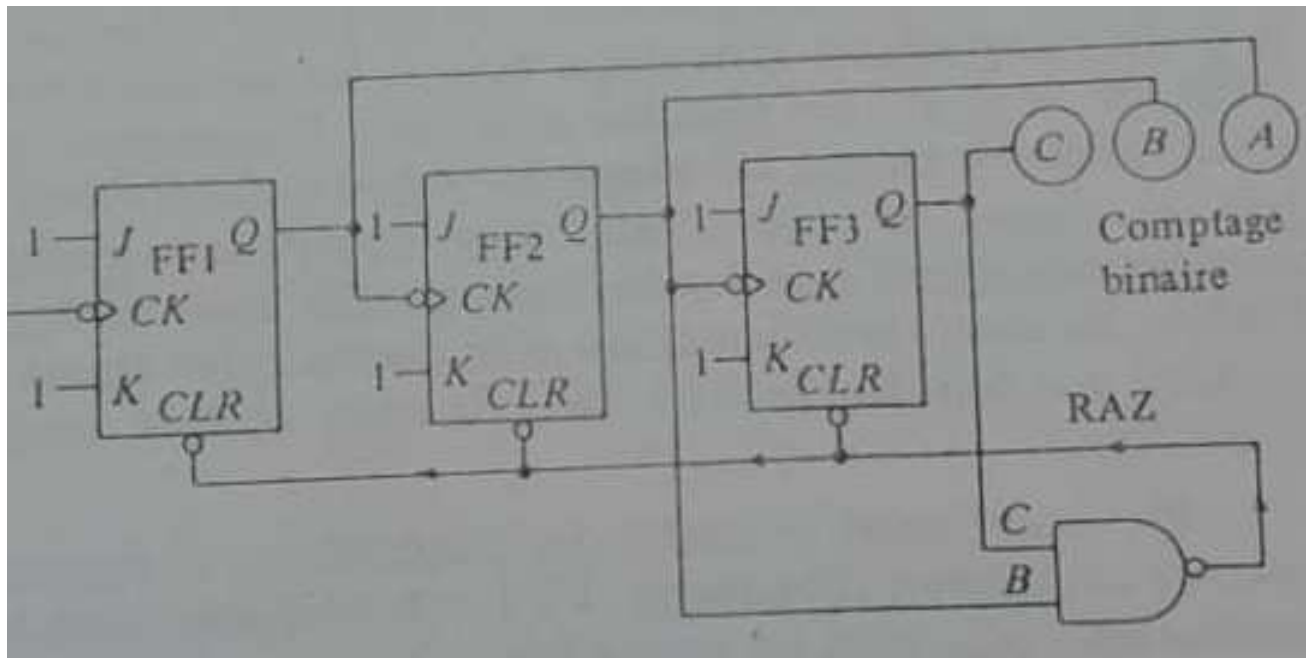 C B A
1 J FF1 Q
CK
1 K CLR
1 J FF2 Q
CK
1 K CLR
1 J FF3 Q
CK
1 K CLR
Comptage
binaire
RAZ
C
B